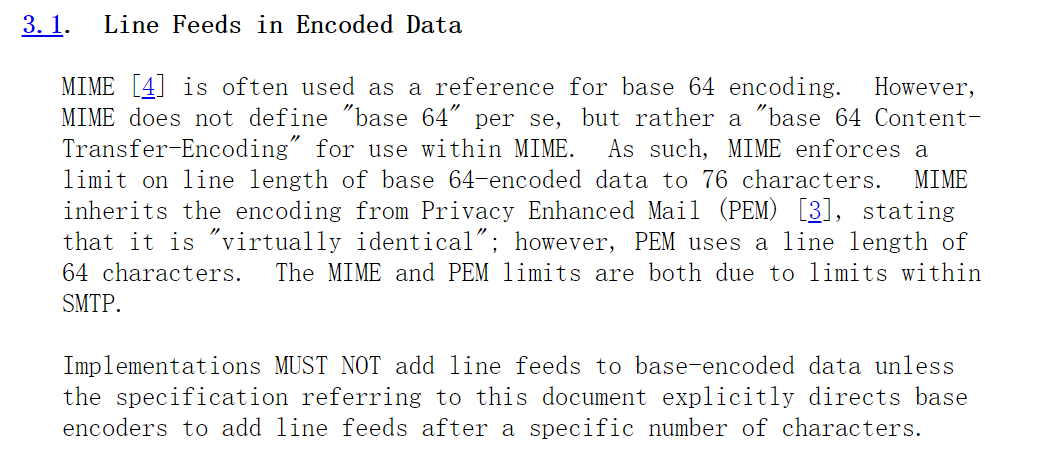 3.1.  Line Feeds in Encoded Data
MIME [4] is often used as a reference for base 64 encoding.  However,
MIME does not define "base 64" per se, but rather a "base 64 Content-
Transfer-Encoding" for use within MIME.  As such, MIME enforces a
limit on line length of base 64-encoded data to 76 characters.  MIME
inherits the encoding from Privacy Enhanced Mail (PEM) [3], stating
that it is "virtually identical"; however, PEM uses a line length of
64 characters.  The MIME and PEM limits are both due to limits within
SMTP.
Implementations MUST NOT add line feeds to base-encoded data unless
the specification referring to this document explicitly directs base
encoders to add line feeds after a specific number of characters.